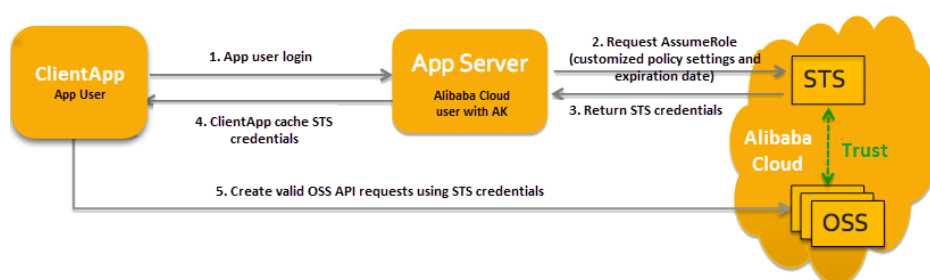 ClientApp
App User
1. App user login
4. ClientApp cache STS
credentials
App Server
Alibaba Cloud
user with AK
2. Request AssumeRole
(customized policy settings and
expiration date)
3. Return STS credentials
STS
Alibaba
Cloud
Trust
5. Create valid OSS API requests using STS credentials
OSS